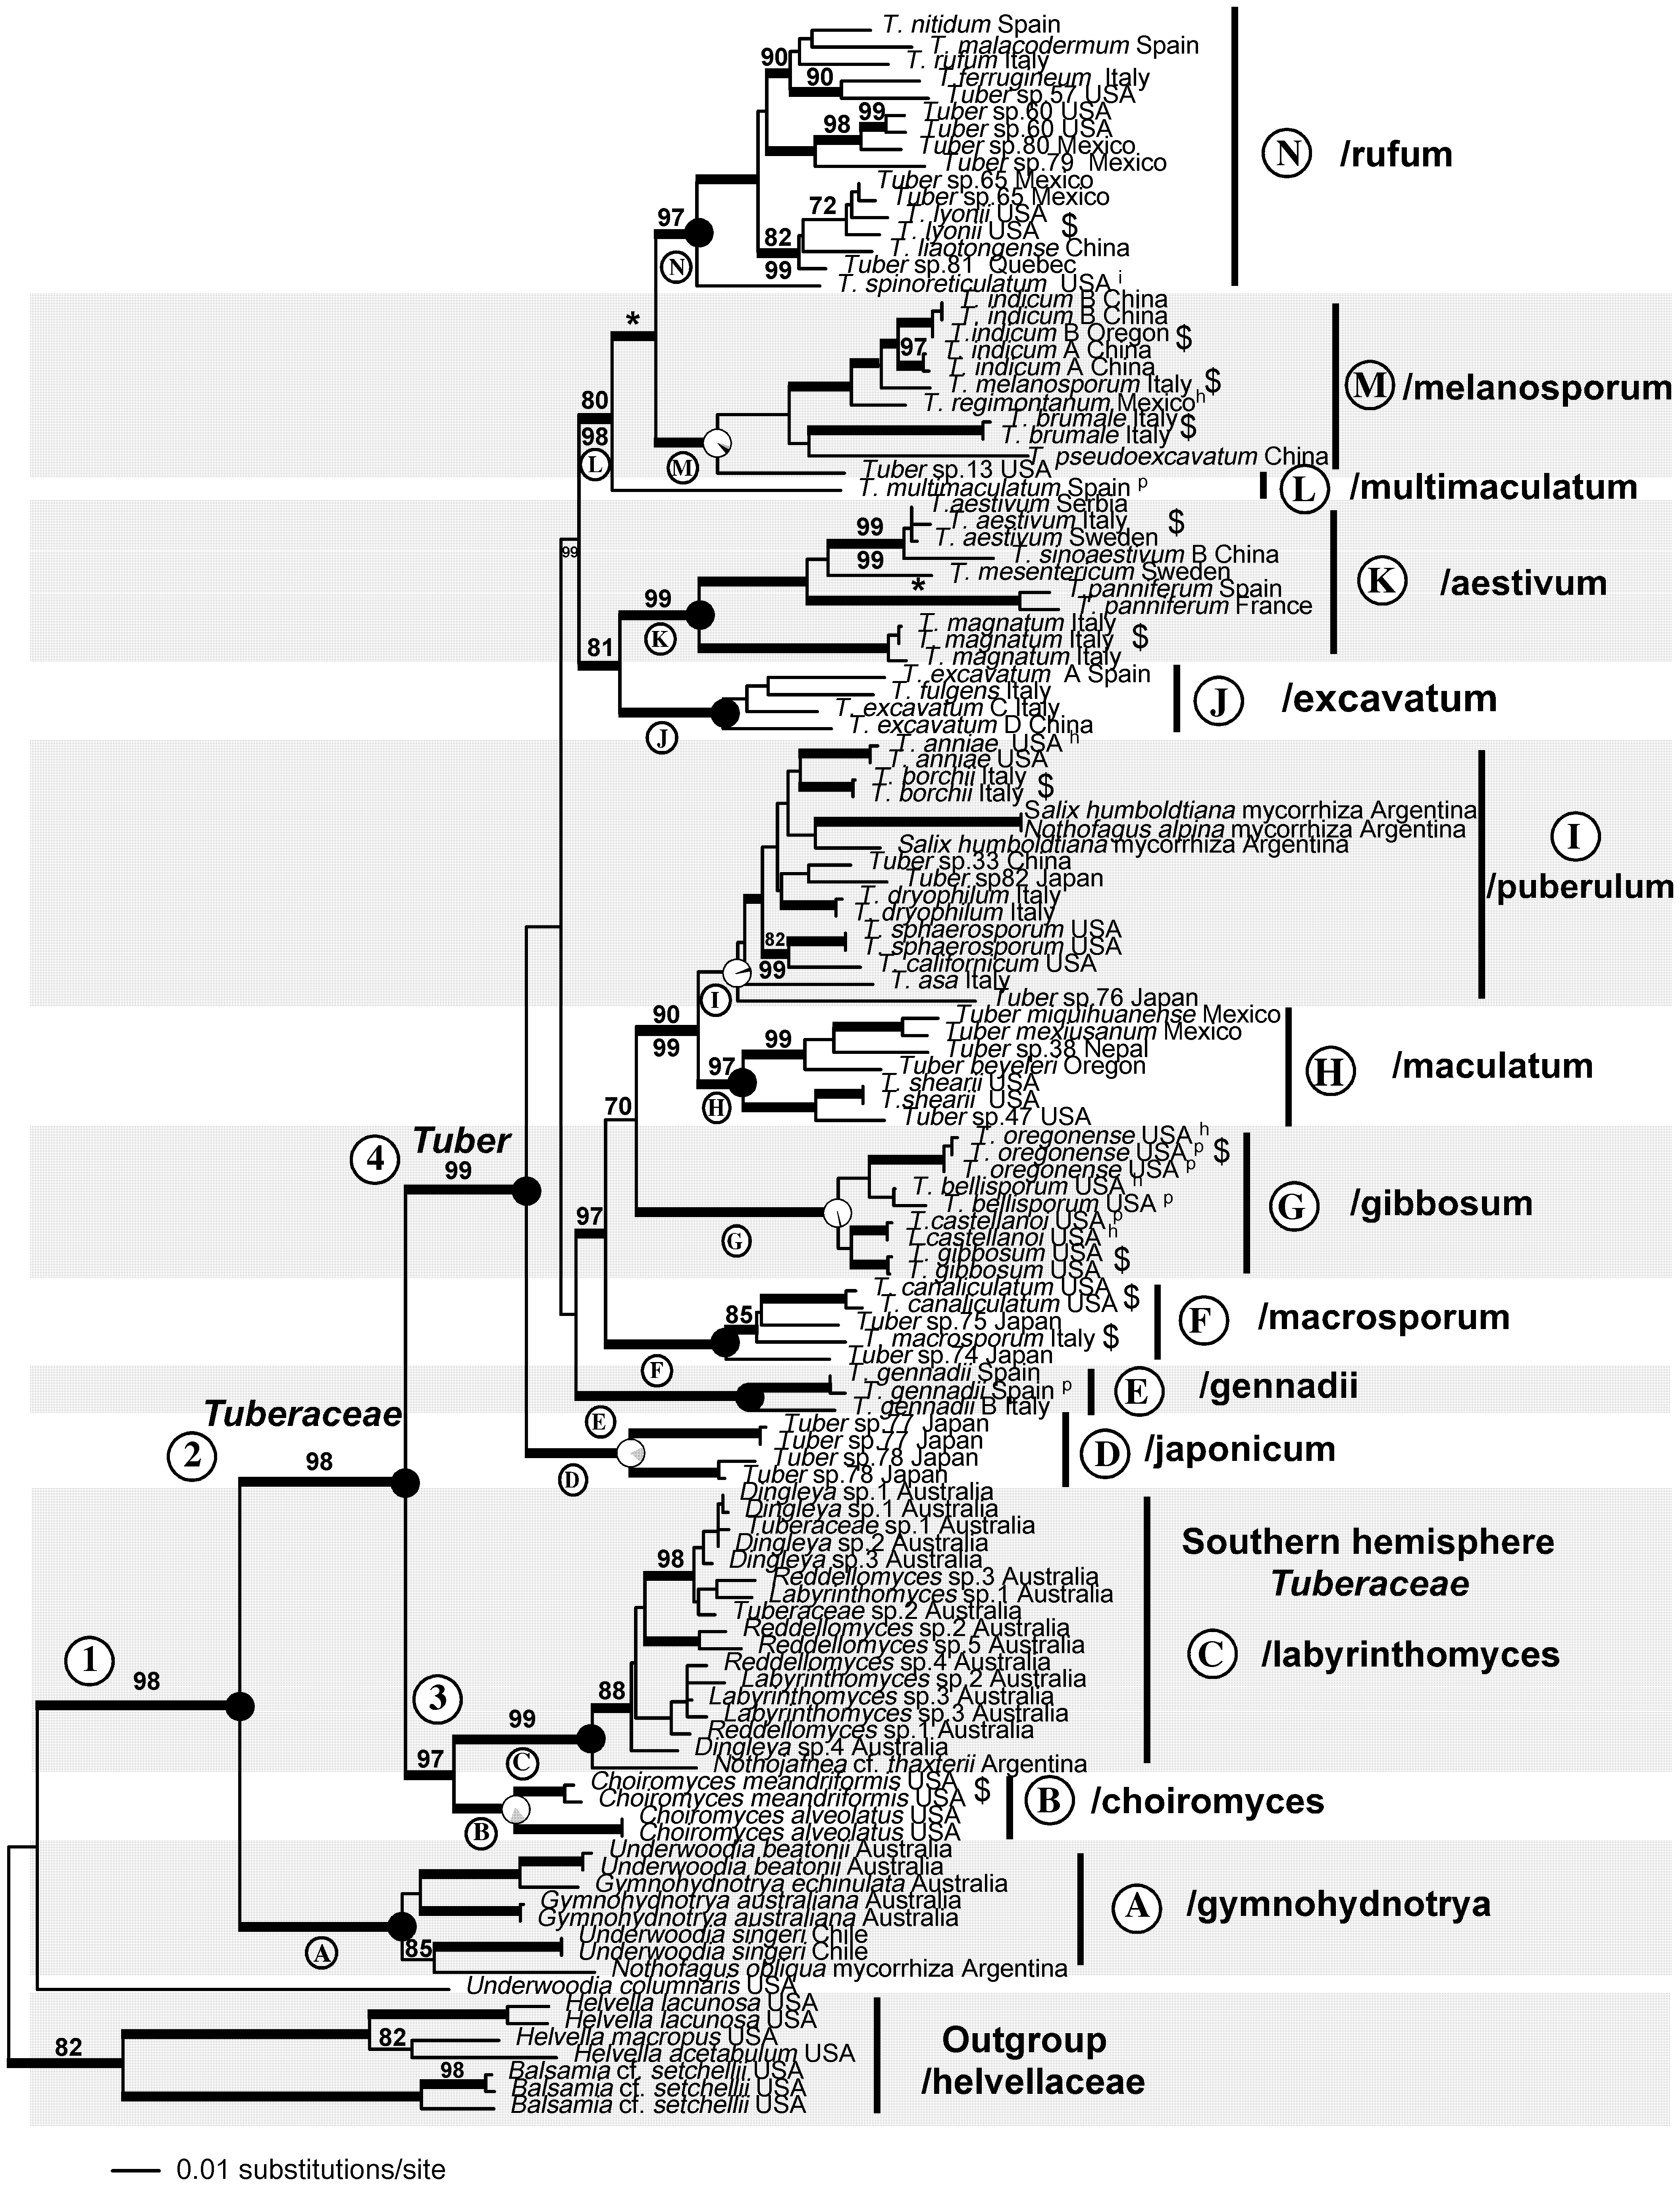 T. nitidum Spain
T. malacodermum Spain
T. rufum Italy
T.ferrugineum Italy
Tuber sp.57 USA
Tuber sp.60 USA
Tuber sp.60 USA
Tuber sp.80 Mexico
Tuber sp.79 Mexico
Tuber sp.65 Mexico
Tuber sp.65 Mexico
T. lyonii USA
T. lyonii USA $
T. liaotongense China
Tuber sp.81 Quebec
T. spinoreticulatum USA i
90
90
99
98
72
82
99
97
N
N /rufum
*
T. indicum B China
T. indicum B China
T.indicum B Oregon $
T. indicum A China
T. indicum A China
T. melanosporum Italy $
T. regimontanum Mexico h
T. brumale Italy
T. brumale Italy $
T. pseudoexcavatum China
Tuber sp.13 USA
97
M
M /melanosporum
80
98
L
T. multimaculatum Spain p
L /multimaculatum
T.aestivum Serbia
T. aestivum Italy $
T. aestivum Sweden
T. sinoaestivum B China
T. mesentericum Sweden
T.panniferum Spain
T. panniferum France
T. magnatum Italy
T. magnatum Italy $
T. magnatum Italy
99
99
*
99
99
K
K /aestivum
81
T. excavatum A Spain
T. fulgens Italy
T. excavatum C Italy
T. excavatum D China
J
J /excavatum
T. anniae USA h
T. anniae USA
T. borchii Italy
T. borchii Italy $
Salix humboldtiana mycorrhiza Argentina
Nothofagus alpina mycorrhiza Argentina
Salix humboldtiana mycorrhiza Argentina
Tuber sp.33 China
Tuber sp82 Japan
T. dryophilum Italy
T. dryophilum Italy
T. sphaerosporum USA
T. sphaerosporum USA
T. californicum USA
T. asa Italy
Tuber sp.76 Japan
82
99
I
I
/puberulum
90
99
Tuber miquihuanense Mexico
Tuber mexiusanum Mexico
Tuber sp.38 Nepal
Tuber beyeleri Oregon
T. shearii USA
T.shearii USA
Tuber sp.47 USA
99
97
H
H /maculatum
70
T. oregonense USA h
T. oregonense USA p $
T. oregonense USA p
T. bellisporum USA h
T. bellisporum USA p
T.castellanoi USA p
T.castellanoi USA h
T. gibbosum USA $
T. gibbosum USA
G
G /gibbosum
4 Tuber
99
97
T. canaliculatum USA
T. canaliculatum USA $
Tuber sp.75 Japan
T. macrosporum Italy $
Tuber sp.74 Japan
85
F
F /macrosporum
T. gennadii Spain
T. gennadii Spain p
T. gennadii B Italy
E
E /gennadii
Tuber sp.77 Japan
Tuber sp.77 Japan
Tuber sp.78 Japan
Tuber sp.78 Japan
D
D /japonicum
Tuberaceae
2
98
Dingleya sp.1 Australia
Dingleya sp.1 Australia
Tuberaceae sp.1 Australia
Dingleya sp.2 Australia
Dingleya sp.3 Australia
Reddellomyces sp.3 Australia
Labyrinthomyces sp.1 Australia
Tuberaceae sp.2 Australia
Reddellomyces sp.2 Australia
Reddellomyces sp.5 Australia
Reddellomyces sp.4 Australia
Labyrinthomyces sp.2 Australia
Labyrinthomyces sp.3 Australia
Labyrinthomyces sp.3 Australia
Reddellomyces sp.1 Australia
Dingleya sp.4 Australia
Nothojafnea cf. thaxterii Argentina
98
88
99
C
Southern hemisphere
Tuberaceae
C /labyrinthomyces
1
98
3
97
Choiromyces meandriformis USA
Choiromyces meandriformis USA $
Choiromyces alveolatus USA
Choiromyces alveolatus USA
B
B /choiromyces
Underwoodia beatonii Australia
Underwoodia beatonii Australia
Gymnohydnotrya echinulata Australia
Gymnohydnotrya australiana Australia
Gymnohydnotrya australiana Australia
Underwoodia singeri Chile
Underwoodia singeri Chile
Nothofagus obliqua mycorrhiza Argentina
85
A
A /gymnohydnotrya
Underwoodia columnaris USA
Helvella lacunosa USA
Helvella lacunosa USA
Helvella macropus USA
Helvella acetabulum USA
Balsamia cf. setchellii USA
Balsamia cf. setchellii USA
Balsamia cf. setchellii USA
82
82
98
Outgroup
/helvellaceae
0.01 substitutions/site